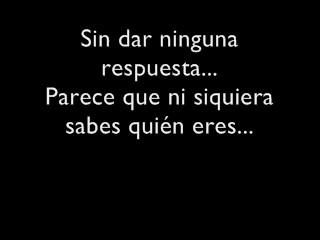 Sin dar ninguna
respuesta...
Parece que ni siquiera
sabes quién eres...